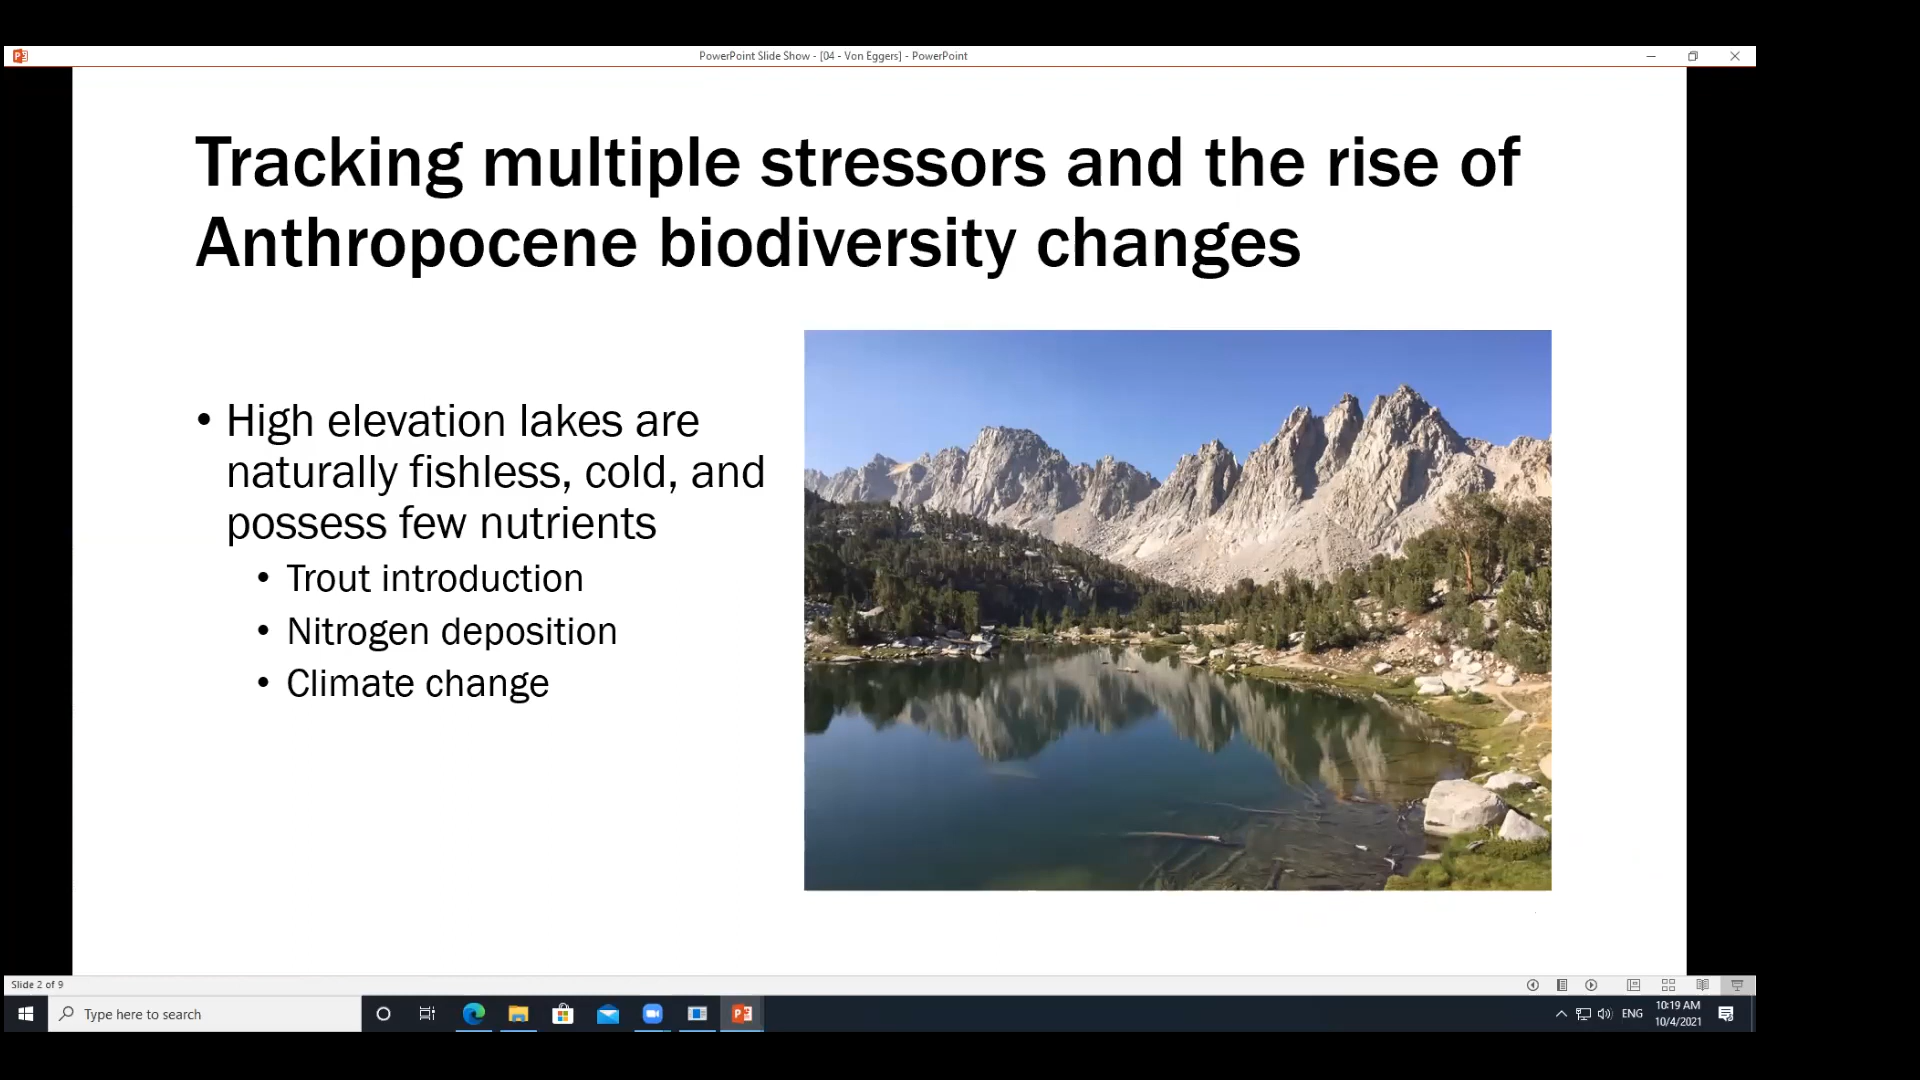 PowerPoint Slide Show - [04 - Von Eggers] - PowerPoint
Tracking multiple stressors and the rise of
Anthropocene biodiversity changes
• High elevation lakes are
naturally fishless, cold, and
possess few nutrients
• Trout introduction
• Nitrogen deposition
• Climate change
Slide 2 of 9
Type here to search
ENG
10:19 AM
10/4/2021